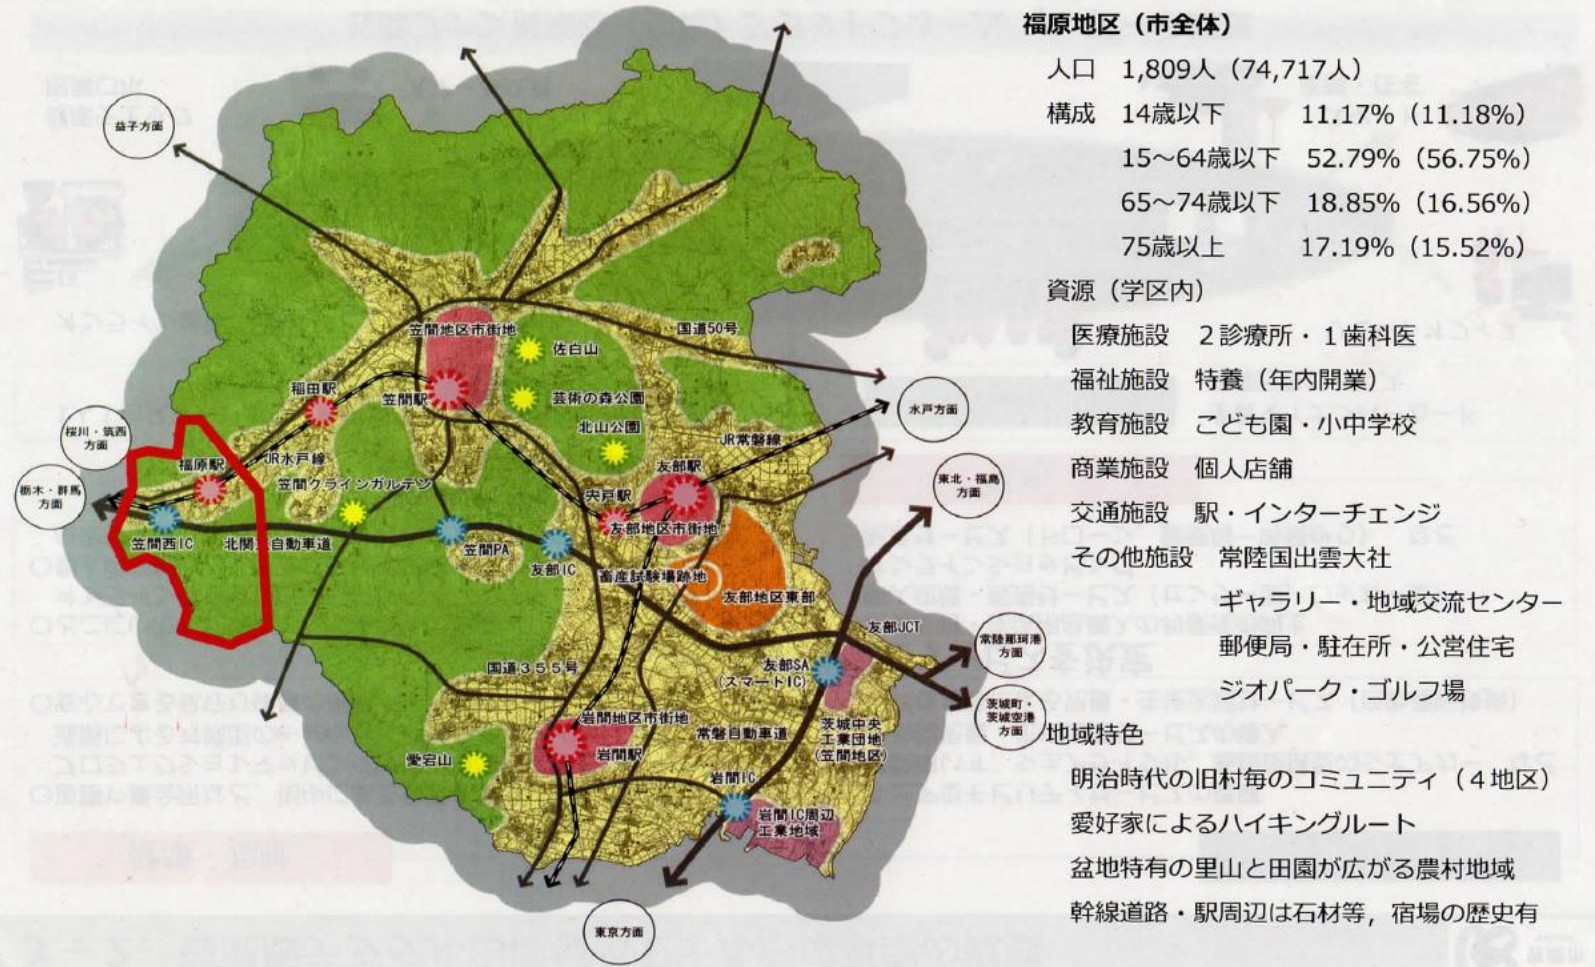 福原地区（市全体）
人口　1,809人（74,717人）
構成　14歳以下　11.17%（11.18%）
15～64歳以下　52.79%（56.75%）
65～74歳以下　18.85%（16.56%）
75歳以上　17.19%（15.52%）
資源（学区内）
医療施設　２診療所・１歯科医
福祉施設　特養（年内開業）
教育施設　こども園・小中学校
商業施設　個人店舗
交通施設　駅・インターチェンジ
その他施設　常陸国出雲大社
ギャラリー・地域交流センター
郵便局・駐在所・公営住宅
ジオパーク・ゴルフ場
地域特色
明治時代の旧村毎のコミュニティ（４地区）
愛好家によるハイキングルート
盆地特有の里山と田園が広がる農村地域
幹線道路・駅周辺は石材等，宿場の歴史有
益子方面
笠間地区市街地
国道50号
佐白山
稲田駅
笠間駅
芸術の森公園
水戸方面
桜川・筑西
方面
北山公園
JR常磐線
福原駅
JR水戸線
友部駅
栃木・群馬
方面
笠間クラインガルテン
宍戸駅
東北・福島
方面
友部地区市街地
笠間西IC
北関東自動車道
笠間PA
友部IC
畜産試験場跡地
友部地区東部
友部JCT
常陸那珂港
方面
国道３５５号
友部SA
(スマートIC)
茨城町・
茨城空港
方面
岩間地区市街地
常磐自動車道
茨城中央
工業団地
(笠間地区)
愛宕山
岩間駅
岩間IC
岩間IC周辺
工業地域
東京方面